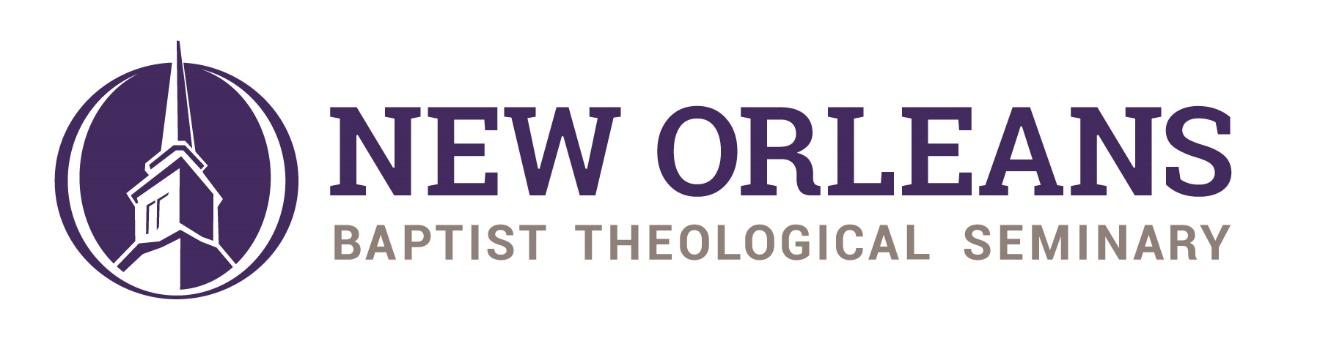 NEW ORLEANS
BAPTIST THEOLOGICAL SEMINARY